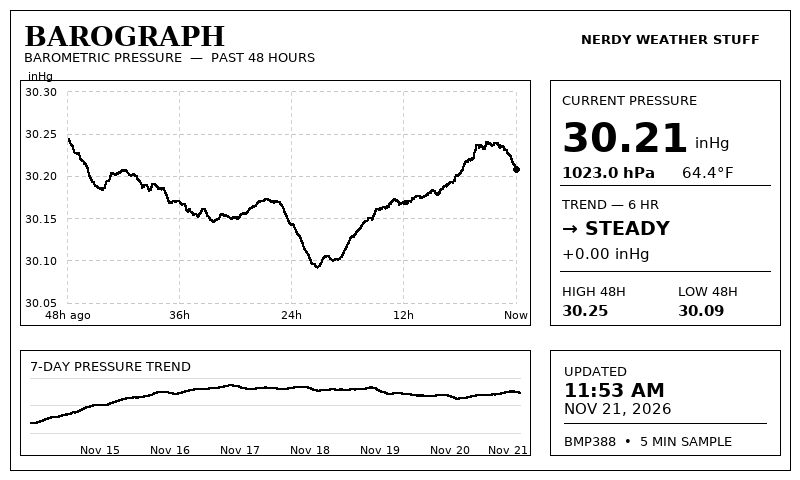 BAROGRAPH
BAROMETRIC PRESSURE — PAST 48 HOURS
NERDY WEATHER STUFF
inHg
30.30
30.25
30.20
30.15
30.10
30.05
48h ago 36h 24h 12h Now
CURRENT PRESSURE
30.21 inHg
1023.0 hPa 64.4°F
TREND — 6 HR
→ STEADY
+0.00 inHg
HIGH 48H LOW 48H
30.25 30.09
7-DAY PRESSURE TREND
Nov 15 Nov 16 Nov 17 Nov 18 Nov 19 Nov 20 Nov 21
UPDATED
11:53 AM
NOV 21, 2026
BMP388 • 5 MIN SAMPLE